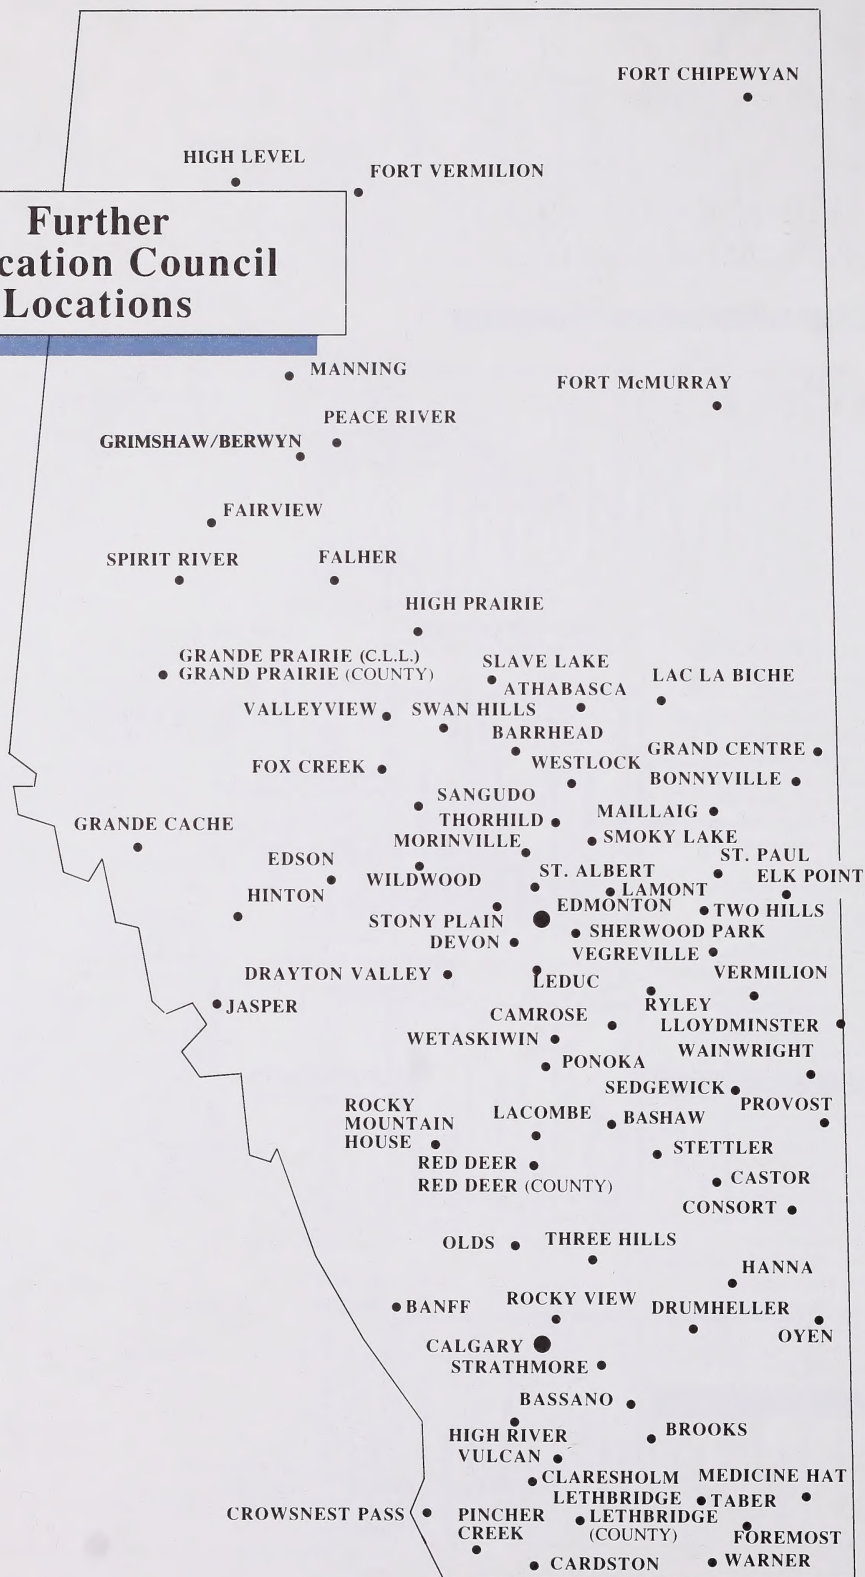 FORT CHIPEWYAN
HIGH LEVEL
FORT VERMILION
Further
cation Council
Locations
MANNING
FORT McMURRAY
PEACE RIVER
GRIMSHAW/BERWYN
FAIRVIEW
SPIRIT RIVER
FALHER
HIGH PRAIRIE
GRANDE PRAIRIE (C.L.L.)
GRAND PRAIRIE (COUNTY)
SLAVE LAKE
LAC LA BICHE
ATHABASCA
VALLEYVIEW
SWAN HILLS
BARRHEAD
GRAND CENTRE
WESTLOCK
FOX CREEK
BONNYVILLE
SANGUDO
MAILLAIG
THORHILD
GRANDE CACHE
MORINVILLE
SMOKY LAKE
EDSON
ST. PAUL
ST. ALBERT
ELK POINT
WILDWOOD
LAMONT
HINTON
EDMONTON
TWO HILLS
STONY PLAIN
SHERWOOD PARK
DEVON
VEGREVILLE
DRAYTON VALLEY
LEDUC
VERMILION
JASPER
RYLEY
CAMROSE
LLOYDMINSTER
WETASKIWIN
WAINWRIGHT
PONOKA
SEDGEWICK
PROVOST
ROCKY
MOUNTAIN
HOUSE
LACOMBE
BASHAW
STETTLER
RED DEER
RED DEER (COUNTY)
CASTOR
CONSORT
OLDS
THREE HILLS
HANNA
BANFF
ROCKY VIEW
DRUMHELLER
OYEN
CALGARY
STRATHMORE
BASSANO
HIGH RIVER
BROOKS
VULCAN
CLARESHOLM
MEDICINE HAT
LETHBRIDGE
TABER
CROWSNEST PASS
PINCHER
CREEK
LETHBRIDGE
(COUNTY)
FOREMOST
CARDSTON
WARNER